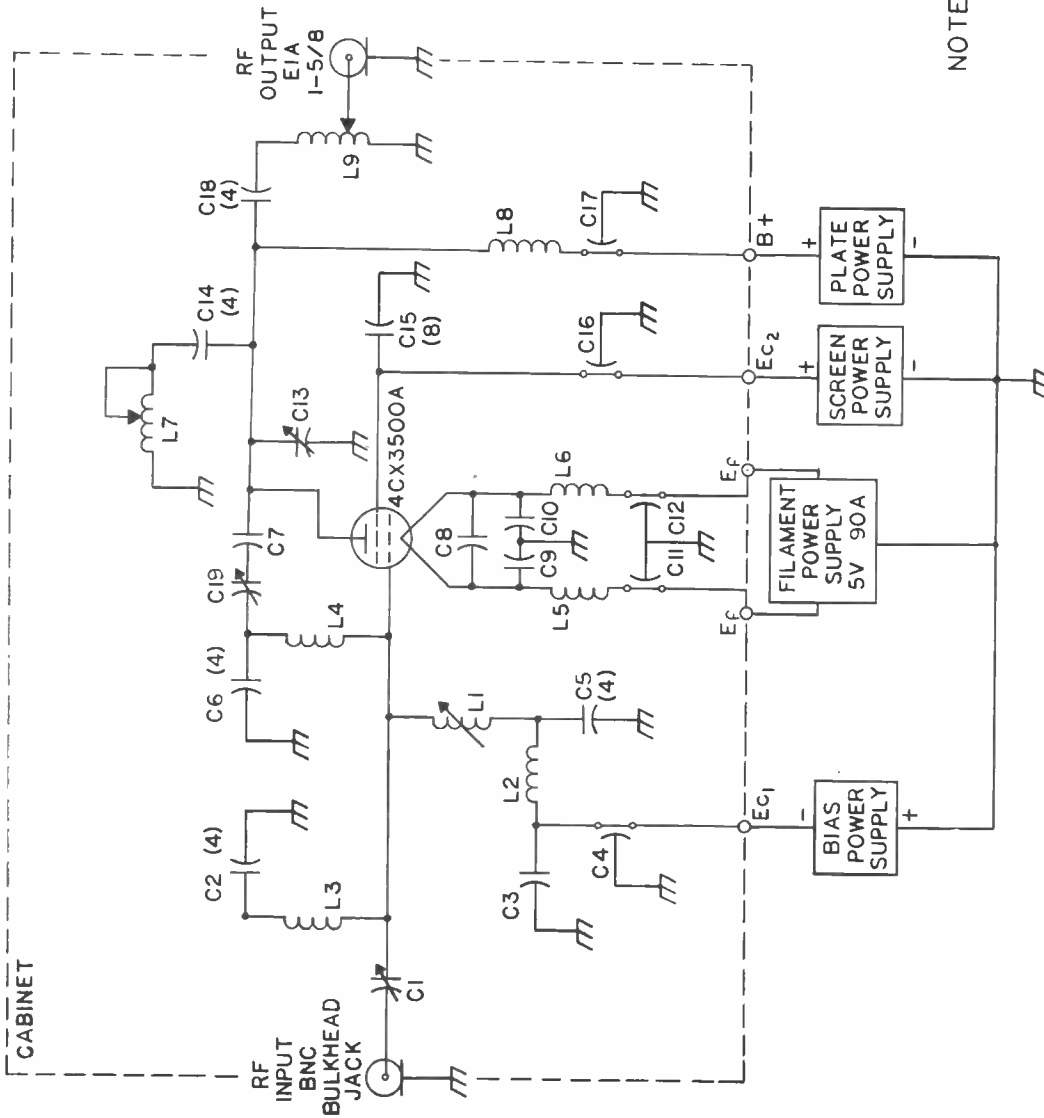 CABINET
RF
OUTPUT
EIA
1-5/8
L9
C18
(4)
C14
(4)
L7
C13
C7
C19
C6 (4)
L4
C2 (4)
L3
RF
INPUT
BNC
BULKHEAD
JACK
C1
4CX3500A
C15
(8)
L8
C17
C16
C8
C9
C10
L5
L6
C11
C12
L1
L2
C5
(4)
C3
C4
Ec1
Ef
Ef
Ec2
B+
-
BIAS
POWER
SUPPLY
+
FILAMENT
POWER
SUPPLY
5V 90A
+
SCREEN
POWER
SUPPLY
-
+
PLATE
POWER
SUPPLY
-
NOTE